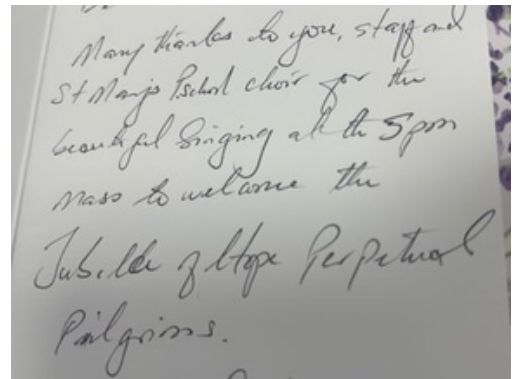 Many thanks to you, staff and
St Mary's Pschool choir for the
beautiful Singing at the 5pm
Mass to welcome the
Jubilee of Hope Perpetual
Pilgrims.